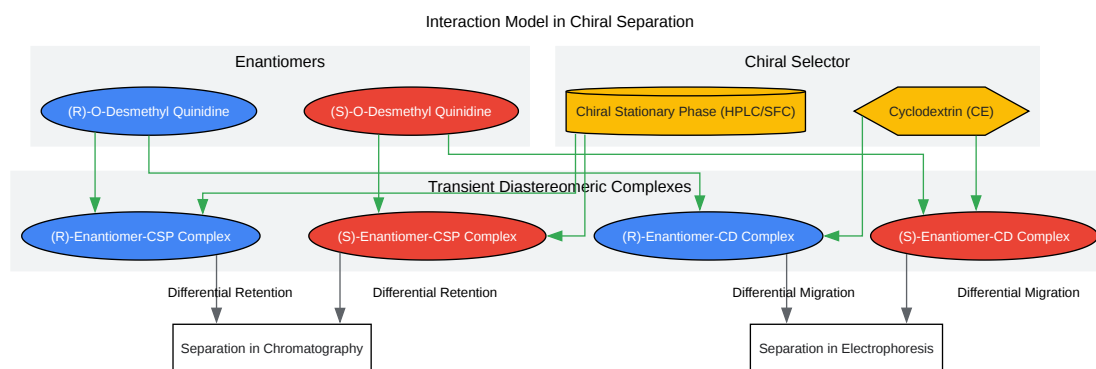 Interaction Model in Chiral Separation
Enantiomers
Chiral Selector
(R)-O-Desmethyl Quinidine
(S)-O-Desmethyl Quinidine
Chiral Stationary Phase (HPLC/SFC)
Cyclodextrin (CE)
Transient Diastereomeric Complexes
(R)-Enantiomer-CSP Complex
(S)-Enantiomer-CSP Complex
(R)-Enantiomer-CD Complex
(S)-Enantiomer-CD Complex
Differential Retention
Differential Retention
Differential Migration
Differential Migration
Separation in Chromatography
Separation in Electrophoresis